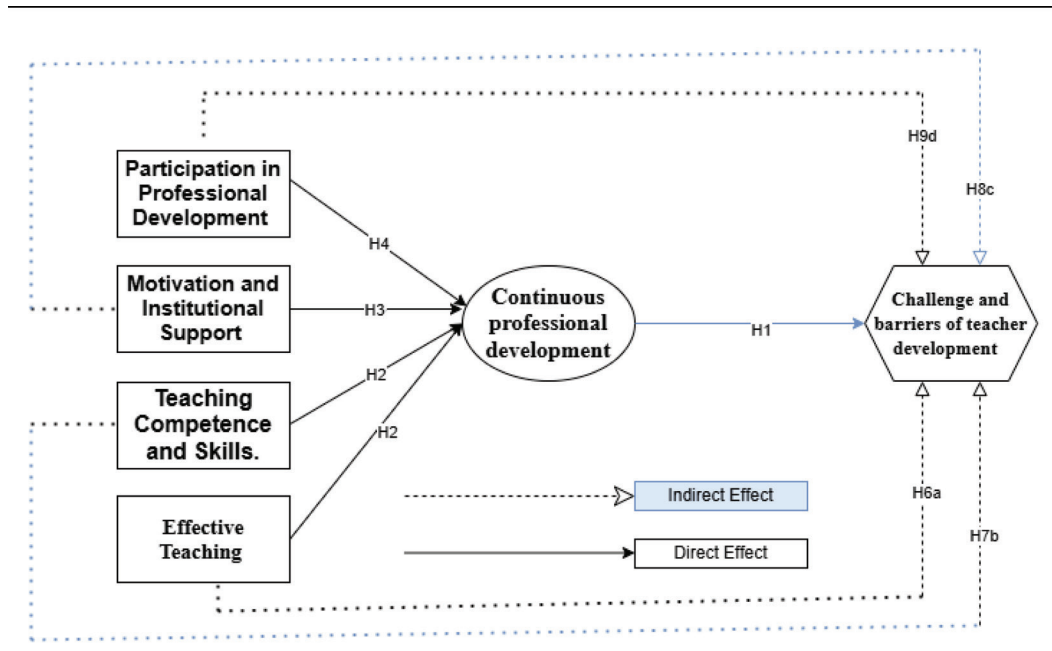 H9d
H8c
Participation in
Professional
Development
H4
Motivation and
Institutional
Support
H3
Continuous
professional
development
H1
Challenge and
barriers of teacher
development
Teaching
Competence
and Skills.
H2
H2
Effective
Teaching
Indirect Effect
Direct Effect
H6a
H7b